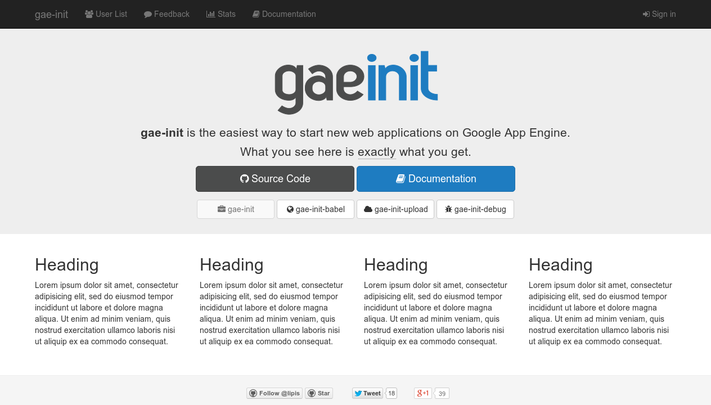 gae-init User List Feedback Stats Documentation Sign in
gaeinit
gae-init is the easiest way to start new web applications on Google App Engine.
What you see here is exactly what you get.
Source Code Documentation
gae-init gae-init-babel gae-init-upload gae-init-debug
Heading Heading Heading Heading
Lorem ipsum dolor sit amet, consectetur
adipisicing elit, sed do eiusmod tempor
incididunt ut labore et dolore magna
aliqua. Ut enim ad minim veniam, quis
nostrud exercitation ullamco laboris nisi
ut aliquip ex ea commodo consequat.
Lorem ipsum dolor sit amet, consectetur
adipisicing elit, sed do eiusmod tempor
incididunt ut labore et dolore magna
aliqua. Ut enim ad minim veniam, quis
nostrud exercitation ullamco laboris nisi
ut aliquip ex ea commodo consequat.
Lorem ipsum dolor sit amet, consectetur
adipisicing elit, sed do eiusmod tempor
incididunt ut labore et dolore magna
aliqua. Ut enim ad minim veniam, quis
nostrud exercitation ullamco laboris nisi
ut aliquip ex ea commodo consequat.
Lorem ipsum dolor sit amet, consectetur
adipisicing elit, sed do eiusmod tempor
incididunt ut labore et dolore magna
aliqua. Ut enim ad minim veniam, quis
nostrud exercitation ullamco laboris nisi
ut aliquip ex ea commodo consequat.
Follow @lipis Star Tweet 18 g+1 39